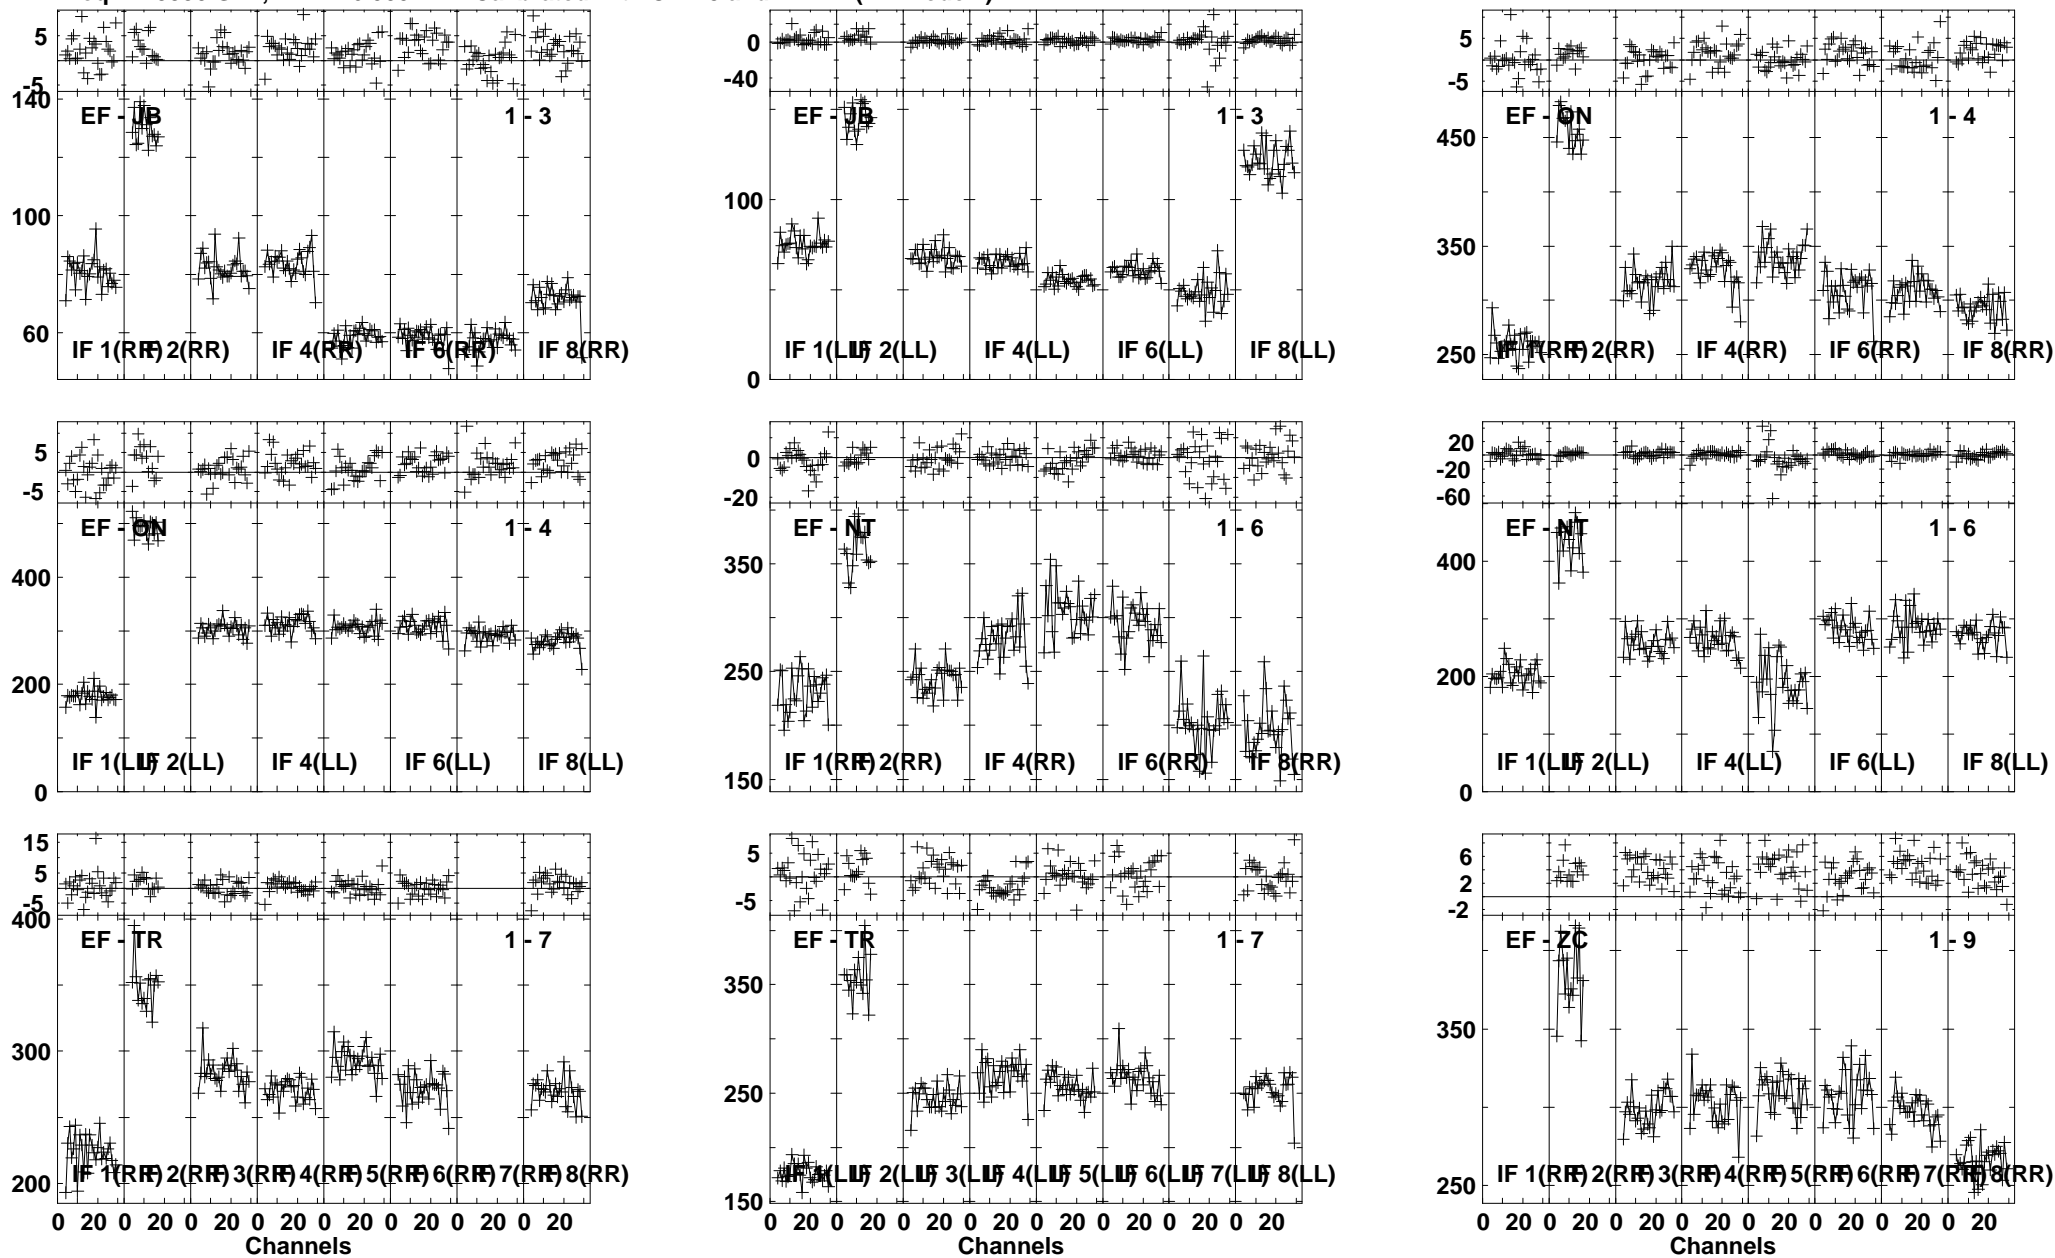 5
-5
140
100
60
EF - JB
1 - 3
IF 1(RR)
IF 2(RR)
IF 4(RR)
IF 6(RR)
IF 8(RR)
0
-40
100
0
EF - JB
1 - 3
IF 1(LL)
IF 2(LL)
IF 4(LL)
IF 6(LL)
IF 8(LL)
5
-5
450
350
250
EF - ON
1 - 4
IF 1(RR)
IF 2(RR)
IF 4(RR)
IF 6(RR)
IF 8(RR)
5
-5
400
200
0
EF - ON
1 - 4
IF 1(LL)
IF 2(LL)
IF 4(LL)
IF 6(LL)
IF 8(LL)
0
-20
350
250
150
EF - NT
1 - 6
IF 1(RR)
IF 2(RR)
IF 4(RR)
IF 6(RR)
IF 8(RR)
20
-20
-60
400
200
0
EF - NT
1 - 6
IF 1(LL)
IF 2(LL)
IF 4(LL)
IF 6(LL)
IF 8(LL)
15
5
-5
400
300
200
EF - TR
1 - 7
IF 1(RR)
IF 2(RR)
IF 3(RR)
IF 4(RR)
IF 5(RR)
IF 6(RR)
IF 7(RR)
IF 8(RR)
0 20 0 20 0 20 0 20 0 20 0 20 0 20 0 20
Channels
5
-5
350
250
150
EF - TR
1 - 7
IF 1(LL)
IF 2(LL)
IF 3(LL)
IF 4(LL)
IF 5(LL)
IF 6(LL)
IF 7(LL)
IF 8(LL)
0 20 0 20 0 20 0 20 0 20 0 20 0 20 0 20
Channels
6
2
-2
350
250
EF - ZC
1 - 9
IF 1(RR)
IF 2(RR)
IF 3(RR)
IF 4(RR)
IF 5(RR)
IF 6(RR)
IF 7(RR)
IF 8(RR)
0 20 0 20 0 20 0 20 0 20 0 20 0 20 0 20
Channels